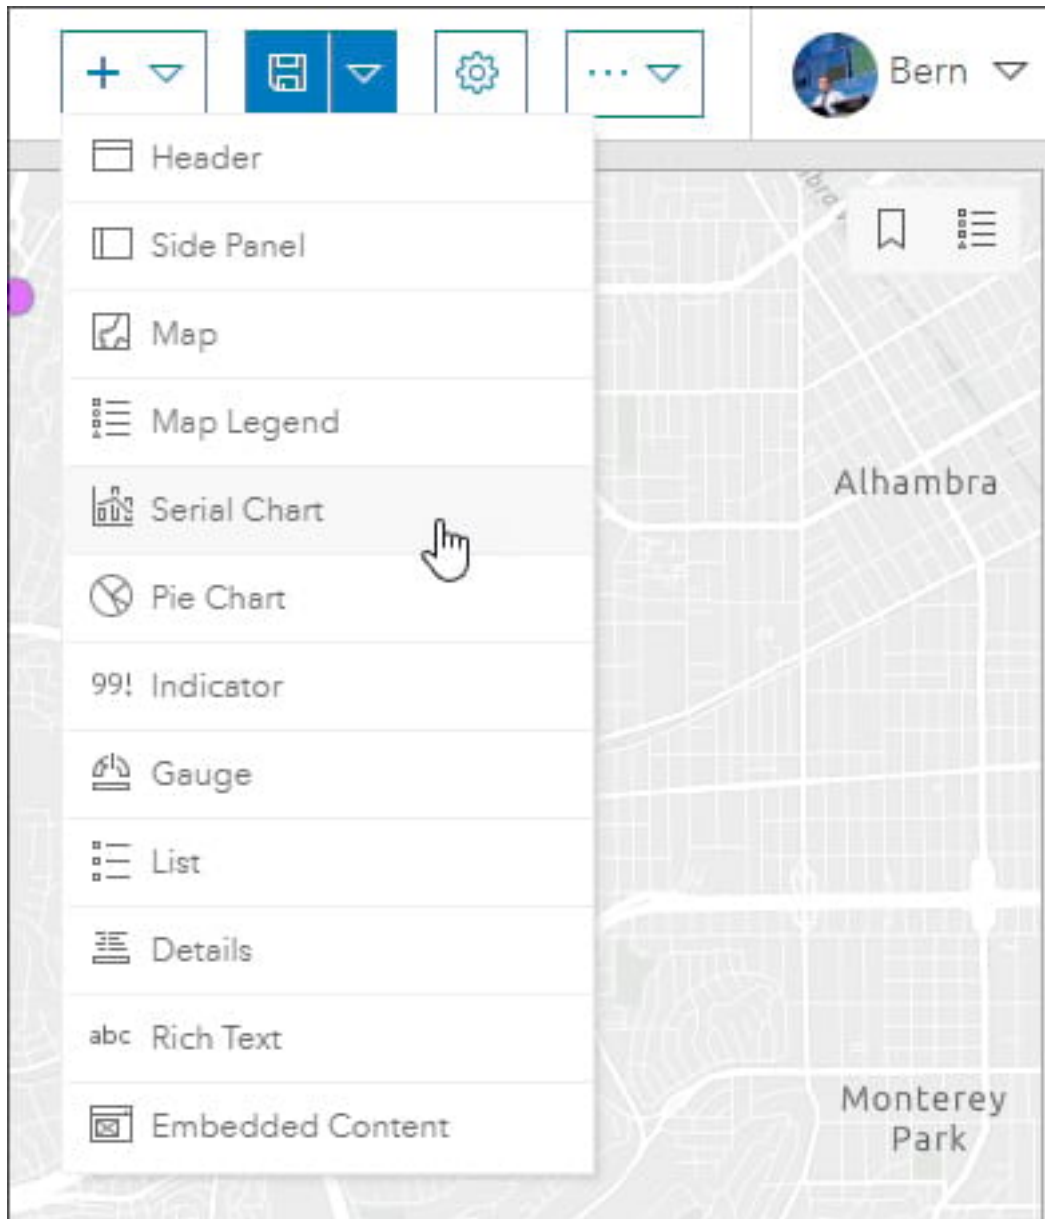 Bern
Header
Side Panel
Map
Map Legend
Serial Chart
Alhambra
Pie Chart
99! Indicator
Gauge
List
Details
abc Rich Text
Monterey
Park
Embedded Content